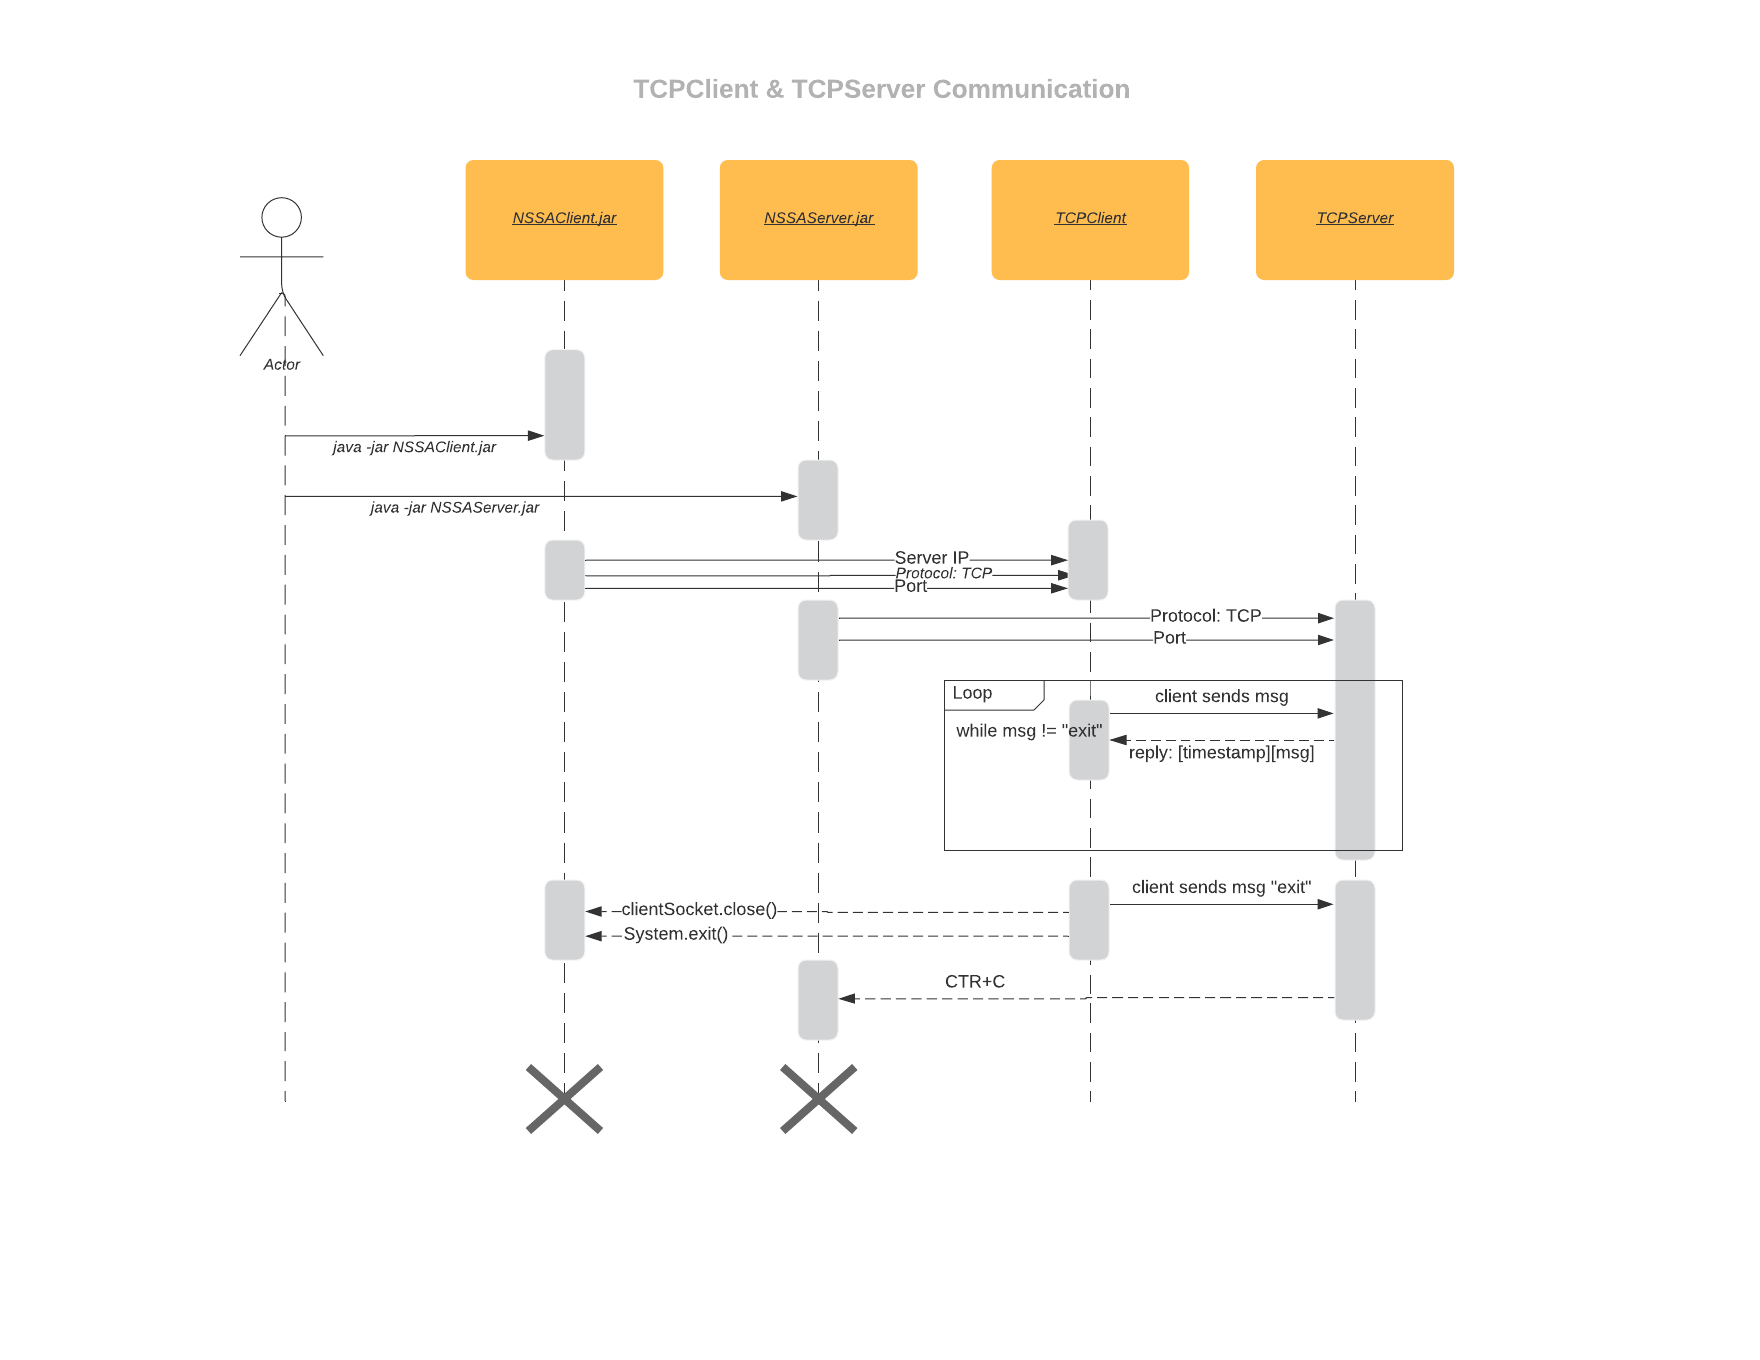 TCPClient & TCPServer Communication
NSSAClient.jar
NSSAServer.jar
TCPClient
TCPServer
Actor
java -jar NSSAClient.jar
java -jar NSSAServer.jar
Server IP
Protocol: TCP
Port
Protocol: TCP
Port
Loop
client sends msg
while msg != "exit"
reply: [timestamp][msg]
client sends msg "exit"
clientSocket.close()
System.exit()
CTR+C